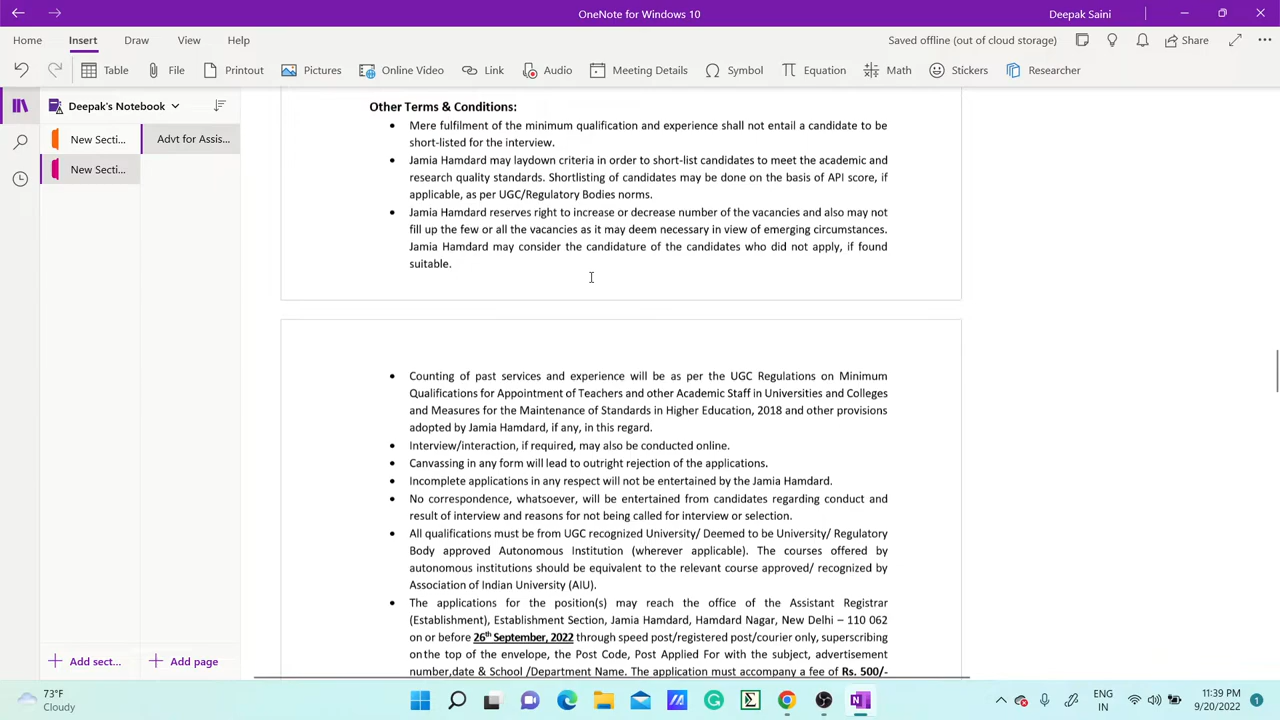 OneNote for Windows 10
Deepak Saini
Home Insert Draw View Help
Saved offline (out of cloud storage)
Share
Table File Printout Pictures Online Video Link Audio Meeting Details Symbol Equation Math Stickers Researcher
Deepak's Notebook
New Secti...
New Secti...
Advt for Assis...
Other Terms & Conditions:
• Mere fulfilment of the minimum qualification and experience shall not entail a candidate to be
short-listed for the interview.
• Jamia Hamdard may laydown criteria in order to short-list candidates to meet the academic and
research quality standards. Shortlisting of candidates may be done on the basis of API score, if
applicable, as per UGC/Regulatory Bodies norms.
• Jamia Hamdard reserves right to increase or decrease number of the vacancies and also may not
fill up the few or all the vacancies as it may deem necessary in view of emerging circumstances.
Jamia Hamdard may consider the candidature of the candidates who did not apply, if found
suitable.
• Counting of past services and experience will be as per the UGC Regulations on Minimum
Qualifications for Appointment of Teachers and other Academic Staff in Universities and Colleges
and Measures for the Maintenance of Standards in Higher Education, 2018 and other provisions
adopted by Jamia Hamdard, if any, in this regard.
• Interview/interaction, if required, may also be conducted online.
• Canvassing in any form will lead to outright rejection of the applications.
• Incomplete applications in any respect will not be entertained by the Jamia Hamdard.
• No correspondence, whatsoever, will be entertained from candidates regarding conduct and
result of interview and reasons for not being called for interview or selection.
• All qualifications must be from UGC recognized University/ Deemed to be University/ Regulatory
Body approved Autonomous Institution (wherever applicable). The courses offered by
autonomous institutions should be equivalent to the relevant course approved/ recognized by
Association of Indian University (AIU).
• The applications for the position(s) may reach the office of the Assistant Registrar
(Establishment), Establishment Section, Jamia Hamdard, Hamdard Nagar, New Delhi – 110 062
on or before 26th September, 2022 through speed post/registered post/courier only, superscribing
on the top of the envelope, the Post Code, Post Applied For with the subject, advertisement
number,date & School /Department Name. The application must accompany a fee of Rs. 500/-
Add sect...
Add page
73°F
Cloudy
ENG
IN
11:39 PM
9/20/2022
1